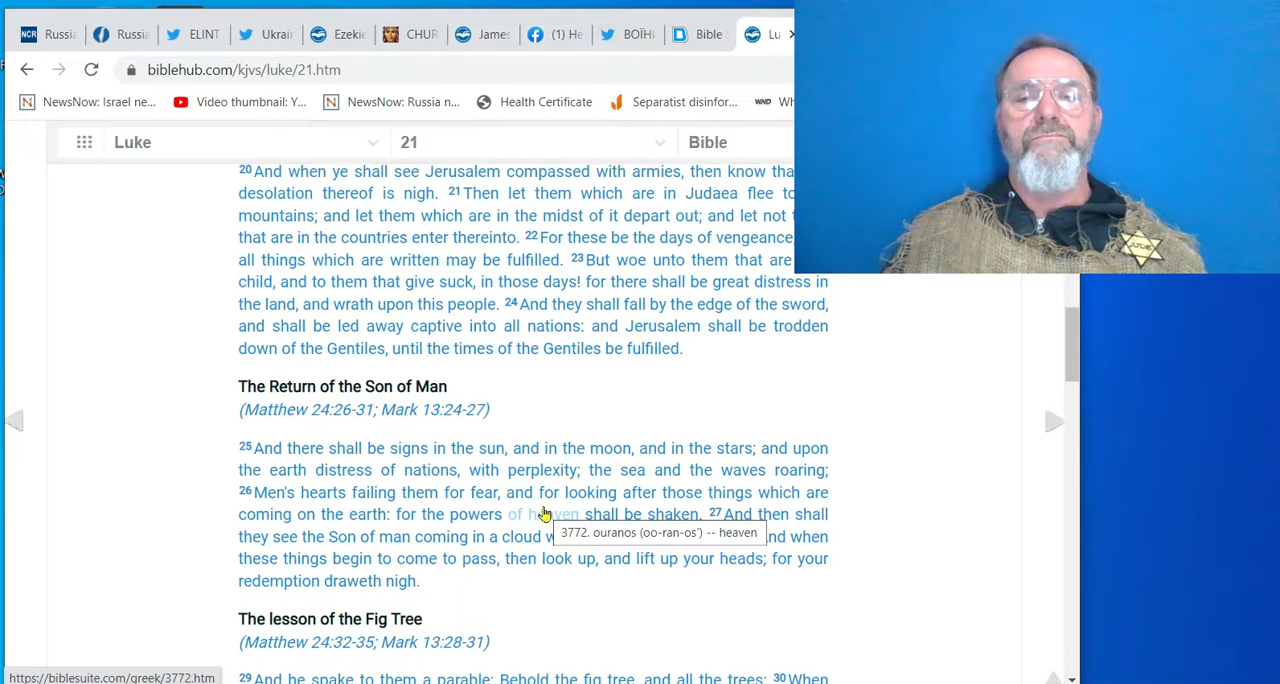 NCR Russia Russia ELINT Ukrain Ezekie CHUR James (1) He BOÏHI Bible Lu
biblehub.com/kjvs/luke/21.htm
NewsNow: Israel ne... Video thumbnail: Y... NewsNow: Russia n... Health Certificate Separatist disinfor... WND Wh
Luke 21 Bible
20 And when ye shall see Jerusalem compassed with armies, then know tha
desolation thereof is nigh. 21 Then let them which are in Judaea flee to
mountains; and let them which are in the midst of it depart out; and let not
that are in the countries enter thereinto. 22 For these be the days of vengeance,
all things which are written may be fulfilled. 23 But woe unto them that are
child, and to them that give suck, in those days! for there shall be great distress in
the land, and wrath upon this people. 24 And they shall fall by the edge of the sword,
and shall be led away captive into all nations: and Jerusalem shall be trodden
down of the Gentiles, until the times of the Gentiles be fulfilled.
The Return of the Son of Man
(Matthew 24:26-31; Mark 13:24-27)
25 And there shall be signs in the sun, and in the moon, and in the stars; and upon
the earth distress of nations, with perplexity; the sea and the waves roaring;
26 Men's hearts failing them for fear, and for looking after those things which are
coming on the earth: for the powers of heaven shall be shaken. 27 And then shall
they see the Son of man coming in a cloud w nd when
3772. ouranos (oo-ran-os') -- heaven
these things begin to come to pass, then look up, and lift up your heads; for your
redemption draweth nigh.
The lesson of the Fig Tree
(Matthew 24:32-35; Mark 13:28-31)
29 And he spake to them a parable; Behold the fig tree, and all the trees; 30 When
https://biblesuite.com/greek/3772.htm
JUDE